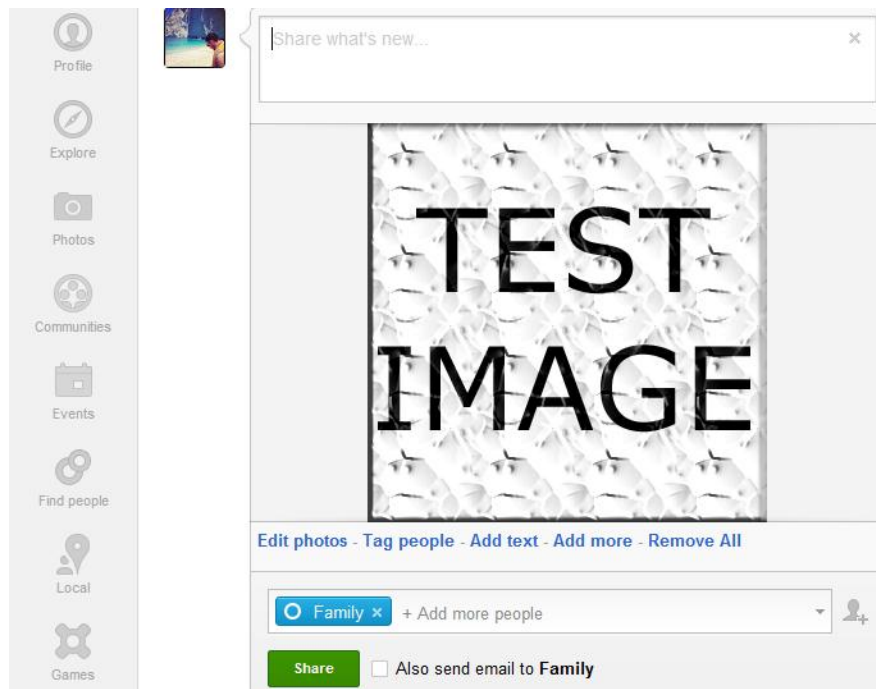 Profile
Explore
Photos
Communities
Events
Find people
Local
Games
Share what's new...
×
TEST
IMAGE
Edit photos - Tag people - Add text - Add more - Remove All
Family × + Add more people
Share Also send email to Family